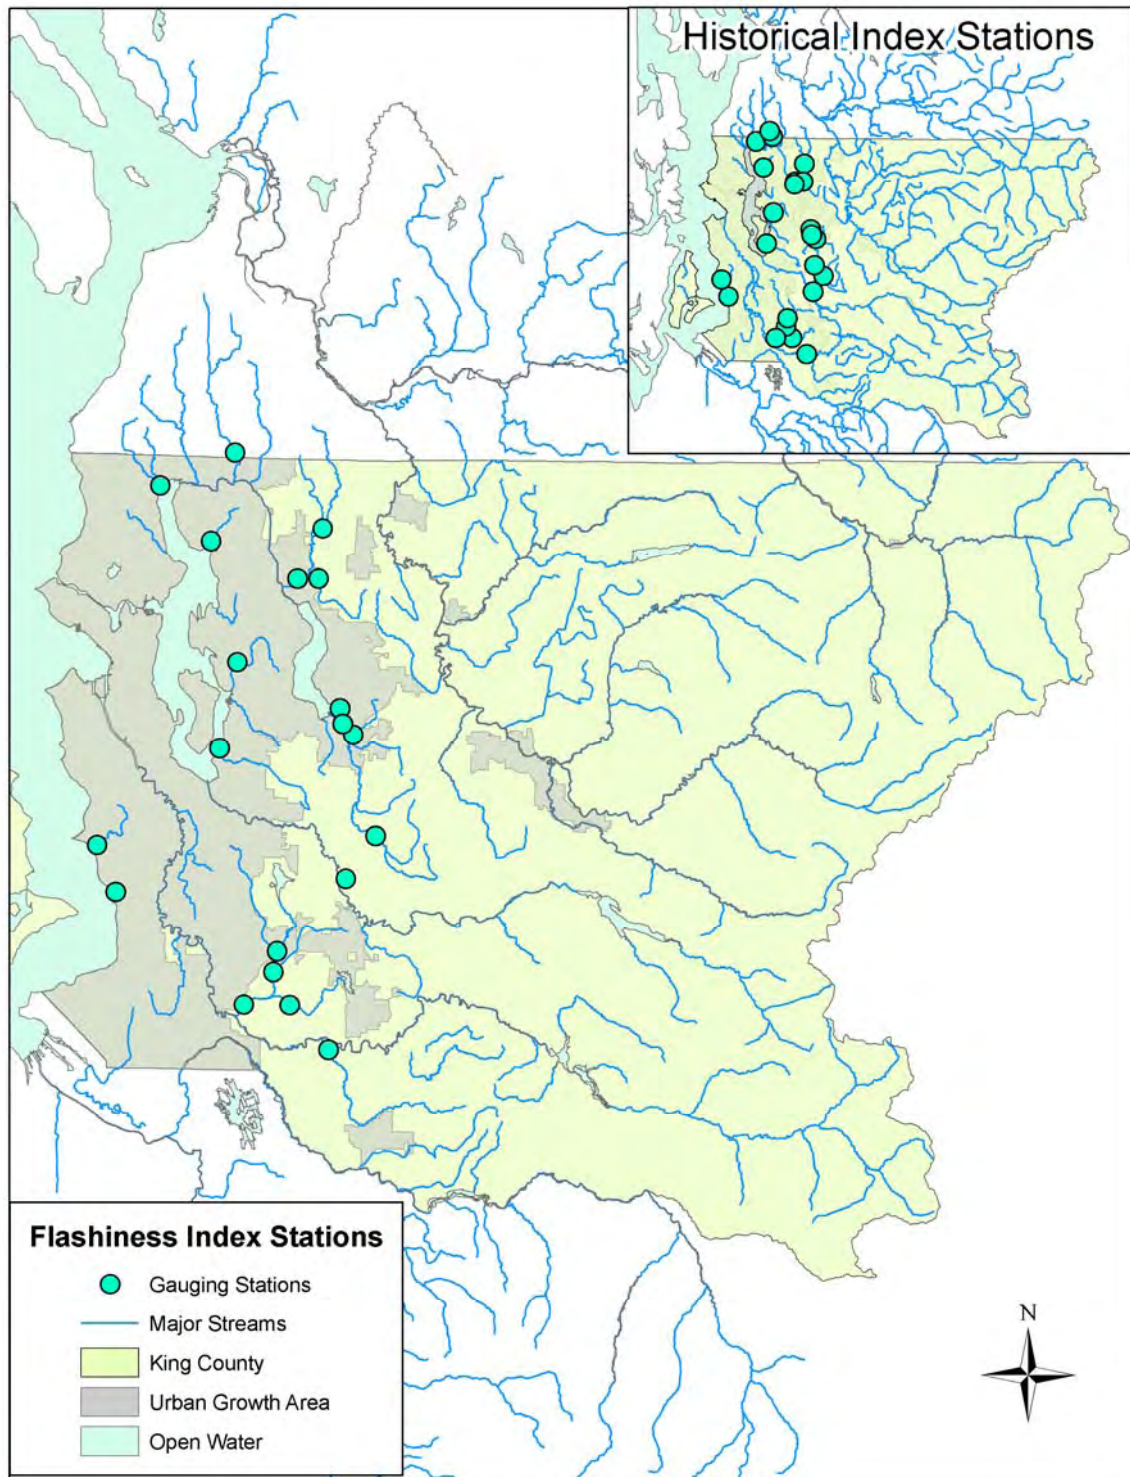 Historical Index Stations
Flashiness Index Stations
Gauging Stations
Major Streams
King County
Urban Growth Area
Open Water
N